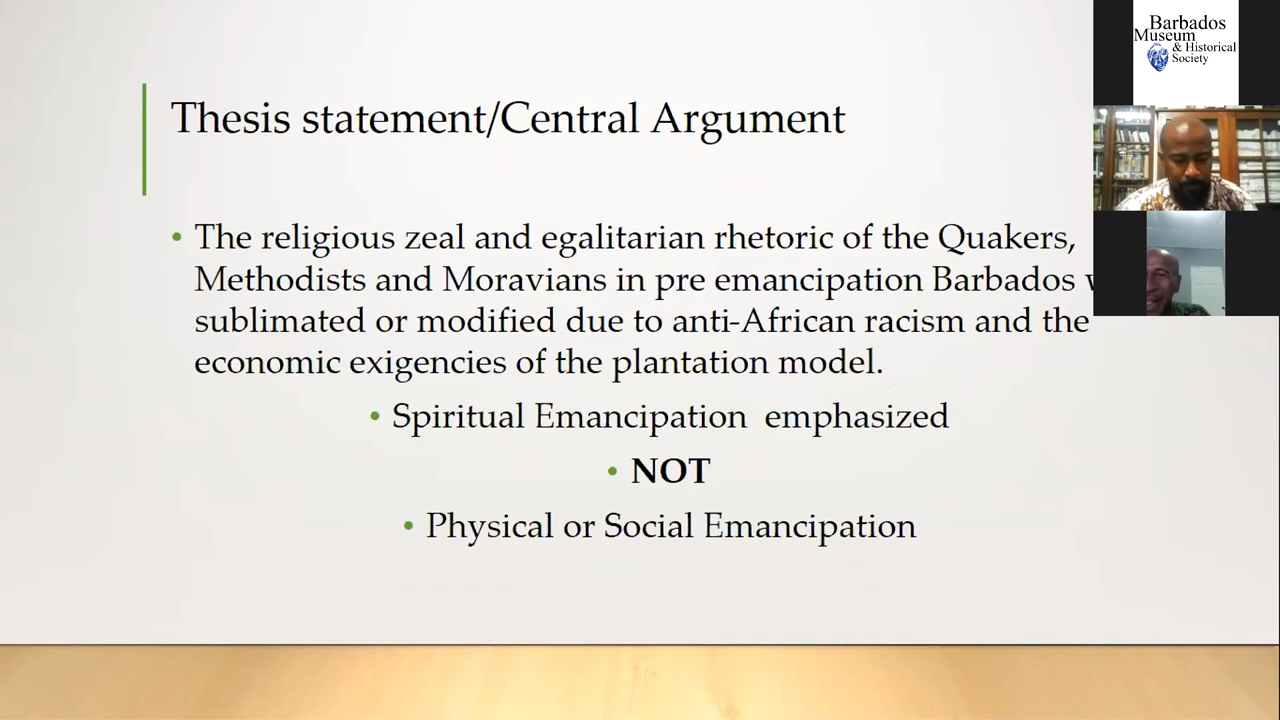 Thesis statement/Central Argument
• The religious zeal and egalitarian rhetoric of the Quakers,
Methodists and Moravians in pre emancipation Barbados
sublimated or modified due to anti-African racism and the
economic exigencies of the plantation model.
• Spiritual Emancipation emphasized
• NOT
• Physical or Social Emancipation
Barbados
Museum
& Historical
Society